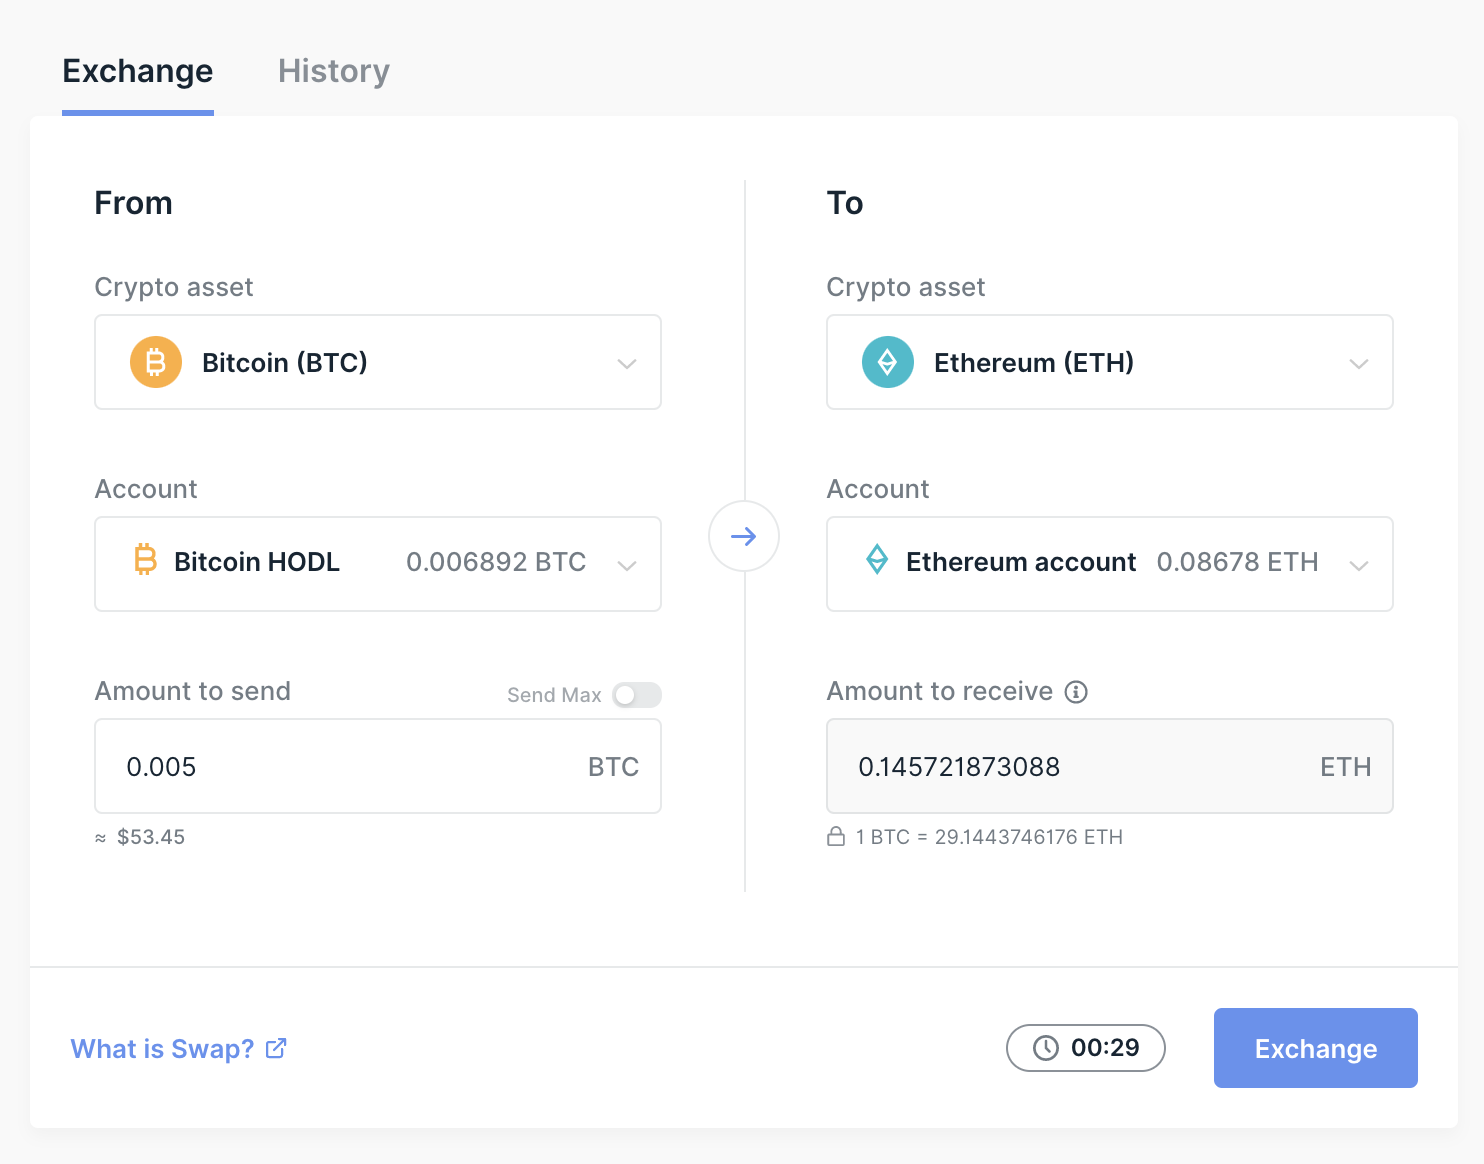 Exchange History
From
Crypto asset
Bitcoin (BTC)
Account
Bitcoin HODL 0.006892 BTC
Amount to send Send Max
0.005 BTC
≈ $53.45
To
Crypto asset
Ethereum (ETH)
Account
Ethereum account 0.08678 ETH
Amount to receive
0.145721873088 ETH
1 BTC = 29.1443746176 ETH
What is Swap? 00:29 Exchange